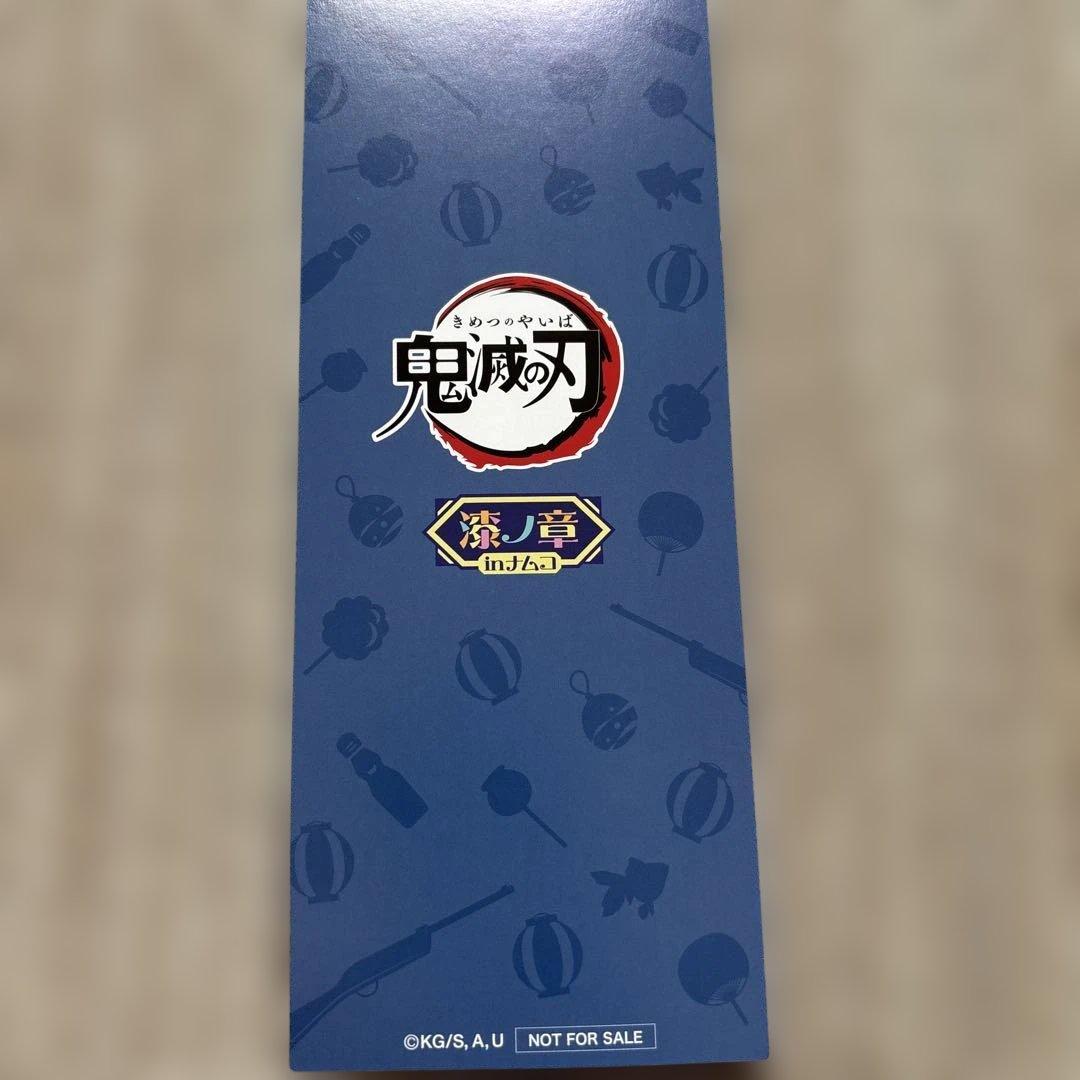 きめつのやいば
鬼滅の刃
漆ノ章
inナムコ
©KG/S, A, U NOT FOR SALE